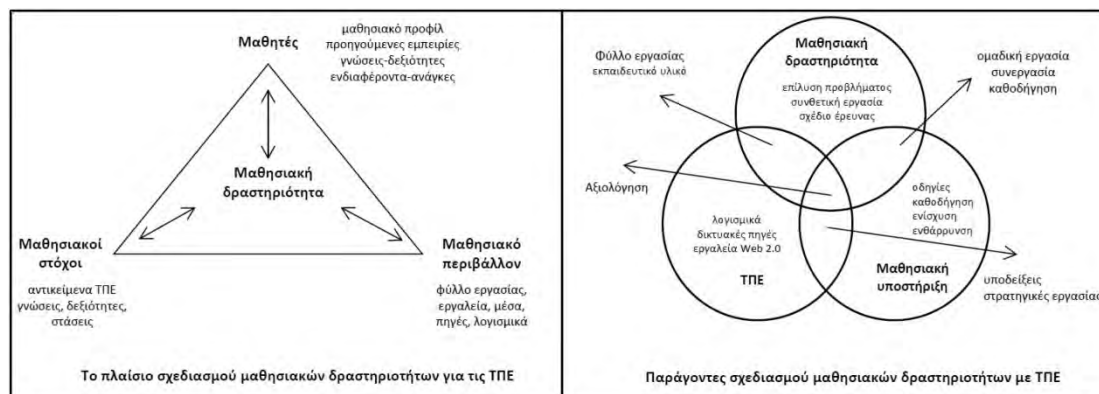 Μαθητές
μαθησιακό προφίλ
προηγούμενες εμπειρίες
γνώσεις-δεξιότητες
ενδιαφέροντα-ανάγκες
Μαθησιακή
δραστηριότητα
Μαθησιακοί
στόχοι
αντικείμενα ΤΠΕ
γνώσεις, δεξιότητες,
στάσεις
Μαθησιακό
περιβάλλον
φύλλο εργασίας,
εργαλεία, μέσα,
πηγές, λογισμικά
Το πλαίσιο σχεδιασμού μαθησιακών δραστηριοτήτων για τις ΤΠΕ
Φύλλο εργασίας
εκπαιδευτικό υλικό
Μαθησιακή
δραστηριότητα
επίλυση προβλήματος
συνθετική εργασία
σχέδιο έρευνας
ομαδική εργασία
συνεργασία
καθοδήγηση
Αξιολόγηση
λογισμικά
δικτυακές πηγές
εργαλεία Web 2.0
ΤΠΕ
οδηγίες
καθοδήγηση
ενίσχυση
ενθάρρυνση
Μαθησιακή
υποστήριξη
υποδείξεις
στρατηγικές εργασίας
Παράγοντες σχεδιασμού μαθησιακών δραστηριοτήτων με ΤΠΕ